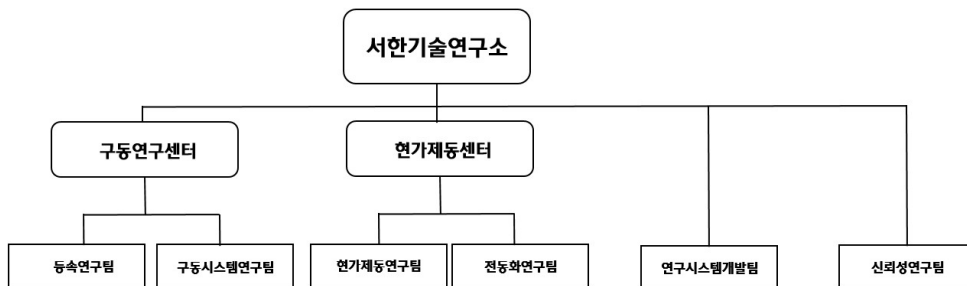 서한기술연구소
구동연구센터
현가제동센터
등속연구팀
구동시스템연구팀
현가제동연구팀
전동화연구팀
연구시스템개발팀
신뢰성연구팀